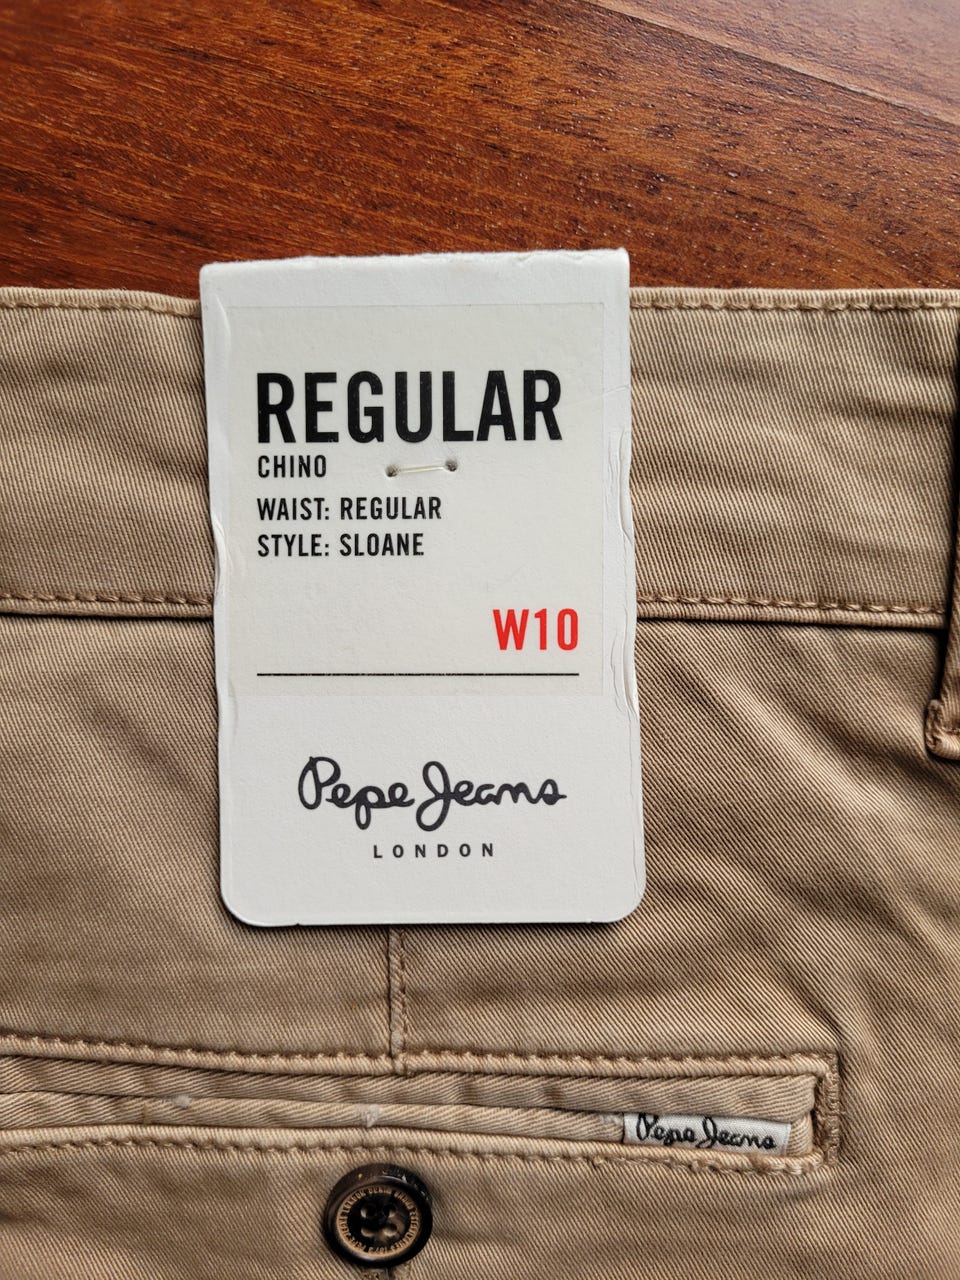 REGULAR
CHINO
WAIST: REGULAR
STYLE: SLOANE
W10
Pepe Jeans
LONDON
Pepe Jeans